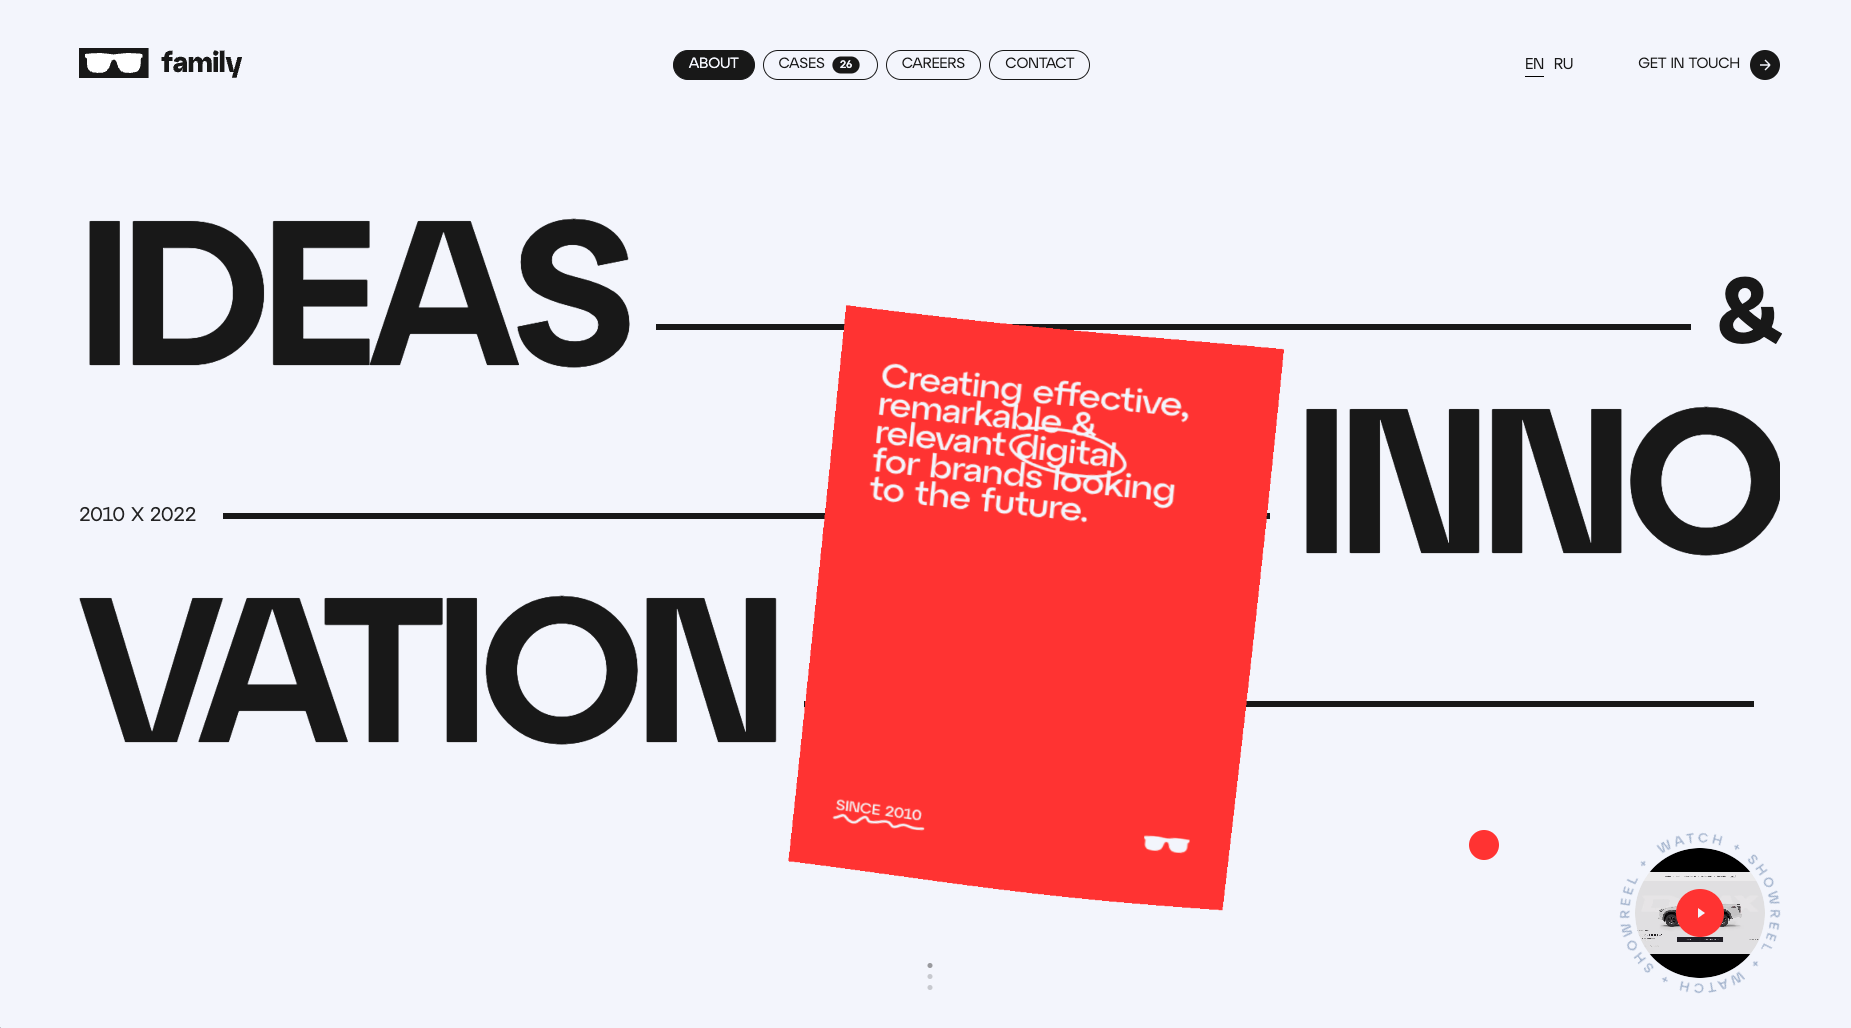 family
ABOUT
CASES 26
CAREERS
CONTACT
EN RU
GET IN TOUCH
IDEAS
&
INNO
2010 X 2022
VATION
Creating effective,
remarkable &
relevant digital
for brands looking
to the future.
SINCE 2010
WATCH SHOWREEL WATCH SHOWREEL